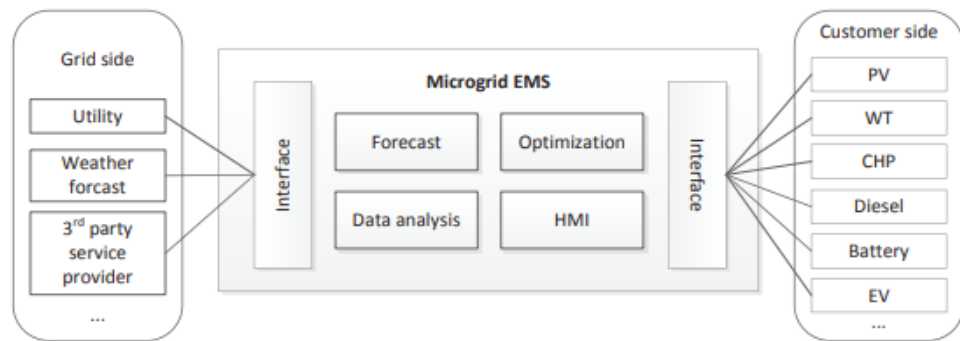 Grid side
Utility
Weather
forcast
3rd party
service
provider
...
Microgrid EMS
Interface
Forecast
Optimization
Data analysis
HMI
Interface
Customer side
PV
WT
CHP
Diesel
Battery
EV
...